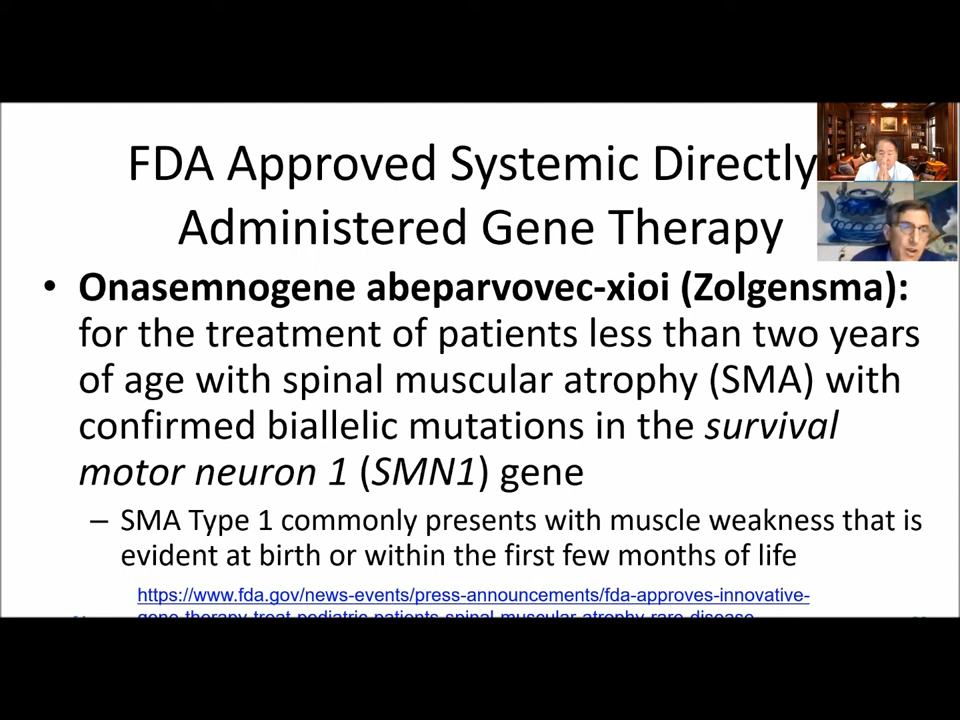 FDA Approved Systemic Directly
Administered Gene Therapy
• Onasemnogene abeparvovec-xioi (Zolgensma):
for the treatment of patients less than two years
of age with spinal muscular atrophy (SMA) with
confirmed biallelic mutations in the survival
motor neuron 1 (SMN1) gene
– SMA Type 1 commonly presents with muscle weakness that is
evident at birth or within the first few months of life
https://www.fda.gov/news-events/press-announcements/fda-approves-innovative-
gene-therapy-treat-pediatric-patients-spinal-muscular-atrophy-rare-disease